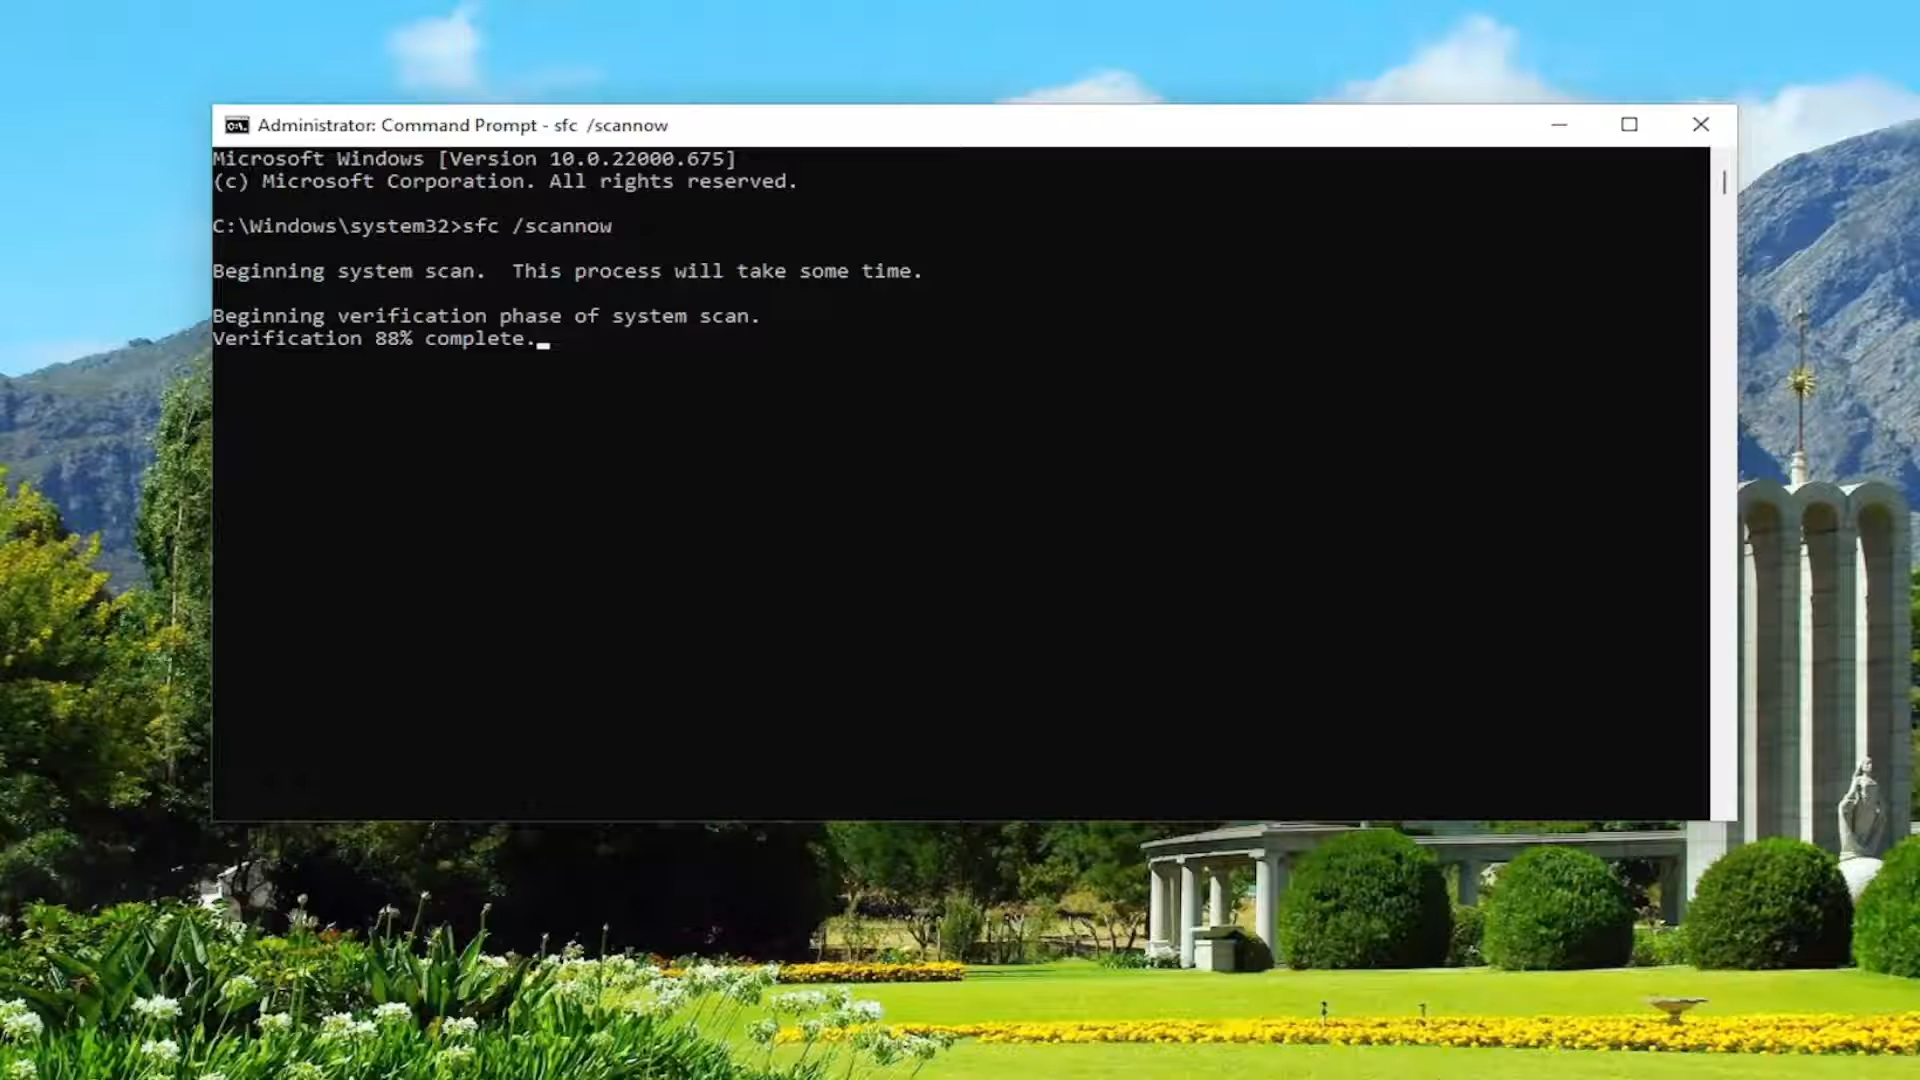 Administrator: Command Prompt - sfc  /scannow
Microsoft Windows [Version 10.0.22000.675]
(c) Microsoft Corporation. All rights reserved.
C:\Windows\system32>sfc /scannow
Beginning system scan.  This process will take some time.
Beginning verification phase of system scan.
Verification 88% complete.